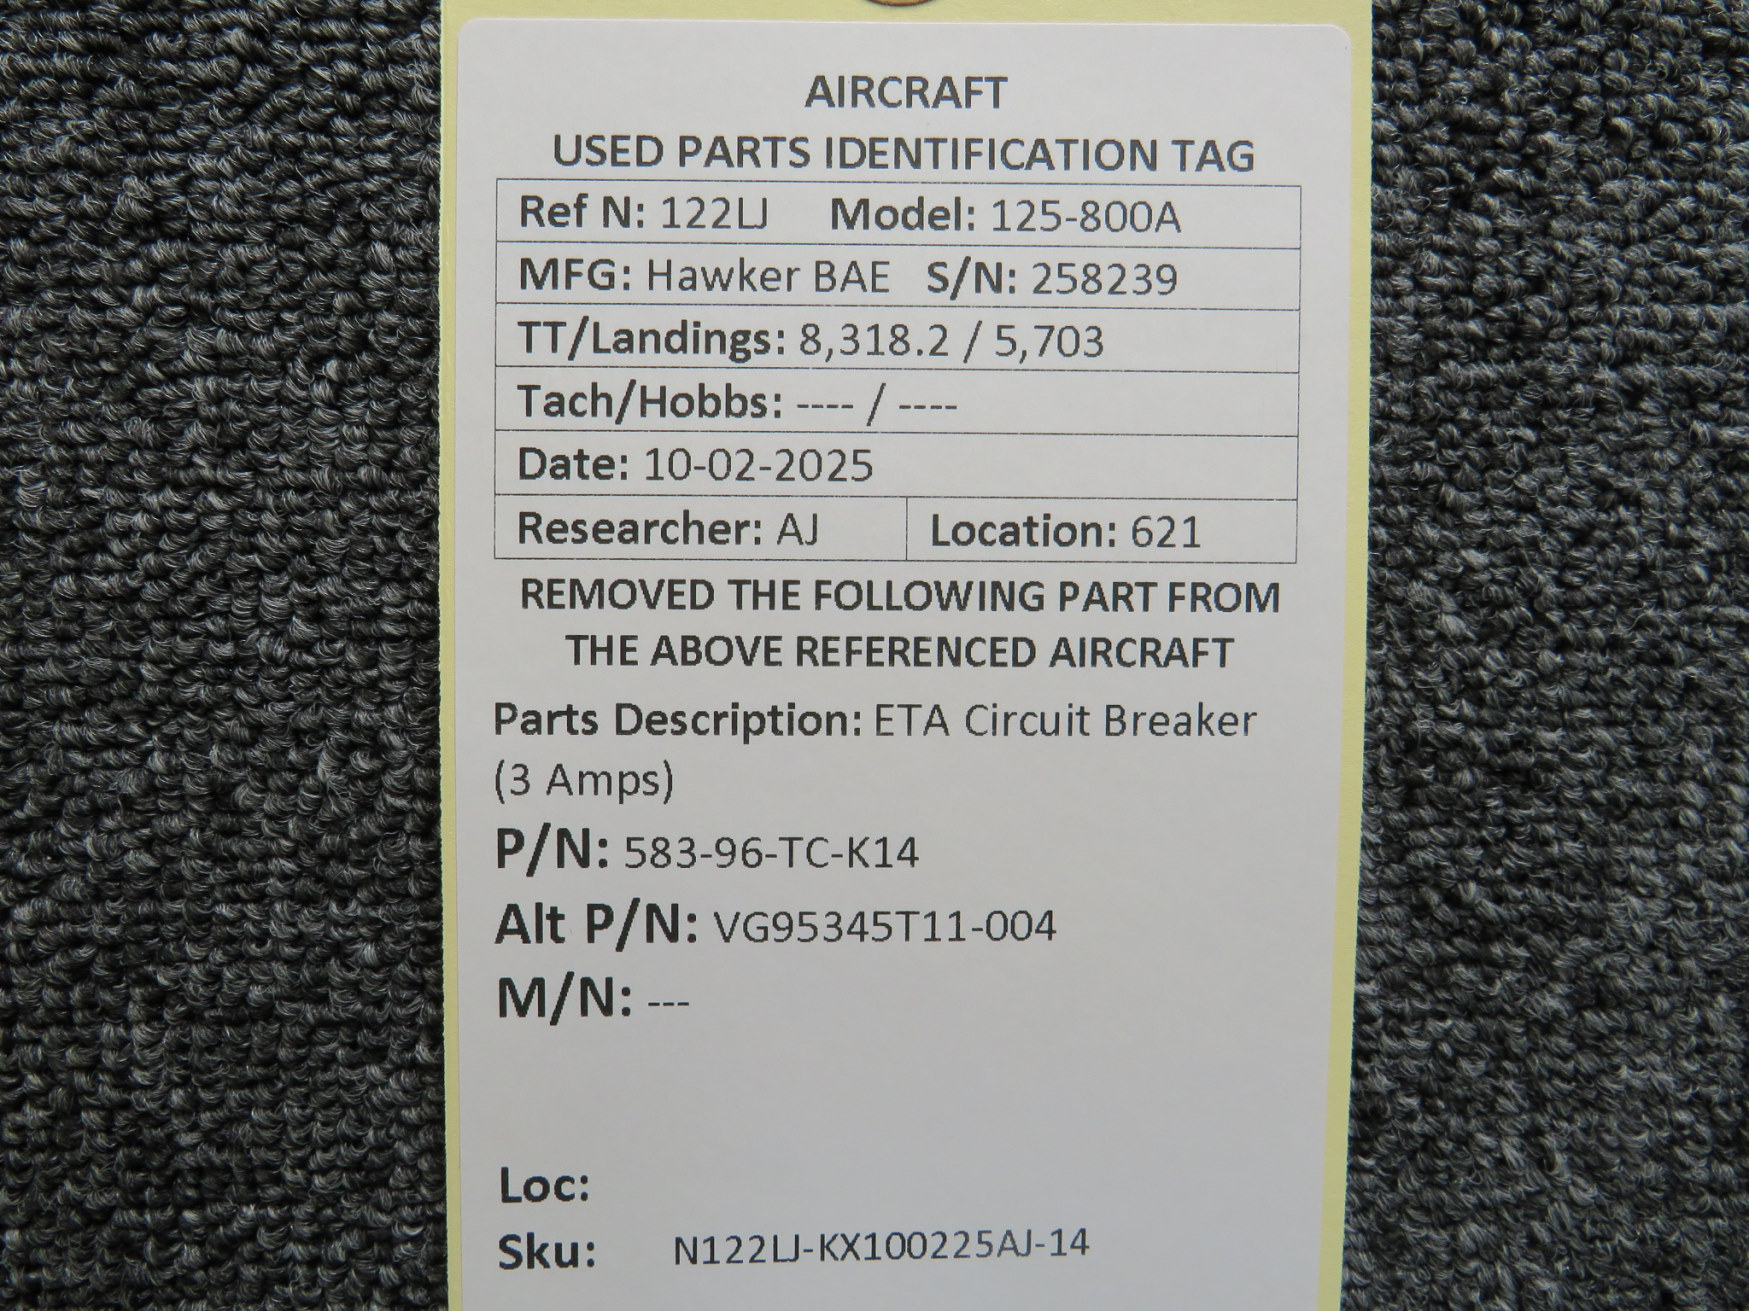 AIRCRAFT
USED PARTS IDENTIFICATION TAG
Ref N: 122LJ Model: 125-800A
MFG: Hawker BAE S/N: 258239
TT/Landings: 8,318.2 / 5,703
Tach/Hobbs: ---- / ----
Date: 10-02-2025
Researcher: AJ Location: 621
REMOVED THE FOLLOWING PART FROM
THE ABOVE REFERENCED AIRCRAFT
Parts Description: ETA Circuit Breaker
(3 Amps)
P/N: 583-96-TC-K14
Alt P/N: VG95345T11-004
M/N: ---
Loc:
Sku: N122LJ-KX100225AJ-14